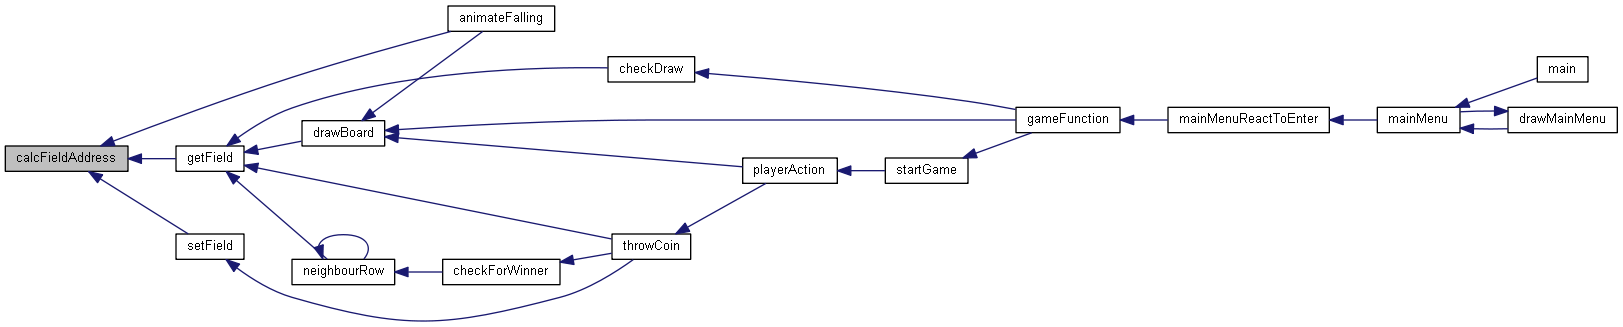 animateFalling
checkDraw
main
gameFunction
mainMenuReactToEnter
mainMenu
drawMainMenu
drawBoard
calcFieldAddress
getField
playerAction
startGame
setField
throwCoin
neighbourRow
checkForWinner